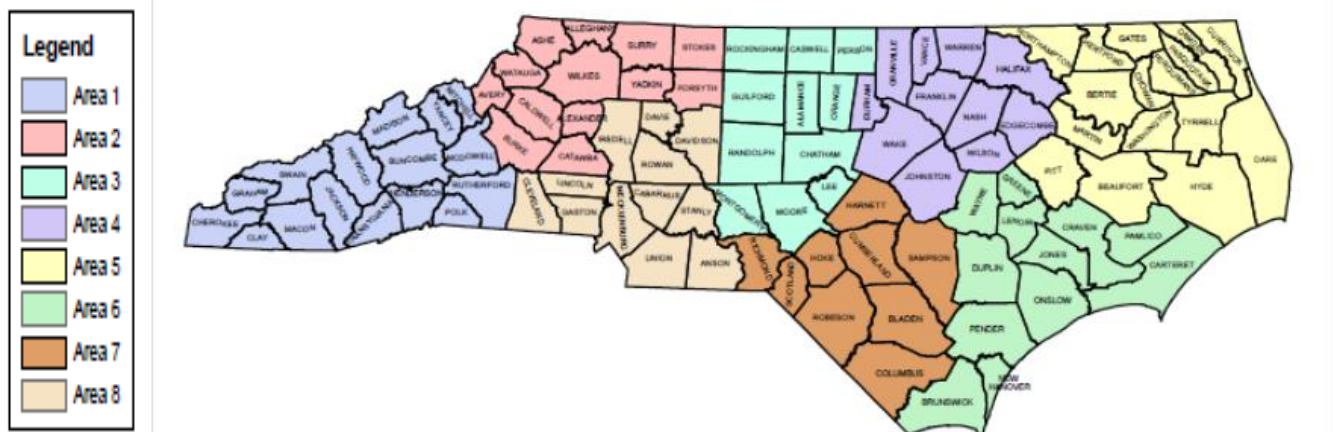 Legend
Area 1
Area 2
Area 3
Area 4
Area 5
Area 6
Area 7
Area 8
ASHE
ALLEGHANY
SURRY
STOKES
ROCKINGHAM
CASWELL
PERSON
GRANVILLE
VANCE
WARREN
NORTHAMPTON
HERTFORD
GATES
CAMDEN
CURRITUCK
PASQUOTANK
PERQUIMANS
CHOWAN
WATAUGA
WILKES
YADKIN
FORSYTH
GUILFORD
ALAMANCE
ORANGE
DURHAM
FRANKLIN
HALIFAX
BERTIE
AVERY
CALDWELL
ALEXANDER
IREDELL
DAVIE
DAVIDSON
RANDOLPH
CHATHAM
WAKE
NASH
EDGECOMBE
MARTIN
WASHINGTON
TYRRELL
DARE
MITCHELL
YANCEY
MADISON
BURKE
CATAWBA
ROWAN
WILSON
JOHNSTON
PITT
BEAUFORT
HYDE
HAYWOOD
BUNCOMBE
MCDOWELL
SWAIN
GRAHAM
JACKSON
HENDERSON
RUTHERFORD
CLEVELAND
LINCOLN
GASTON
MECKLENBURG
CABARRUS
STANLY
MONTGOMERY
MOORE
LEE
HARNETT
WAYNE
GREENE
LENOIR
CRAVEN
PAMLICO
CHEROKEE
CLAY
MACON
TRANSYLVANIA
POLK
UNION
ANSON
RICHMOND
SCOTLAND
HOKE
CUMBERLAND
SAMPSON
DUPLIN
JONES
CARTERET
ONSLOW
ROBESON
BLADEN
PENDER
COLUMBUS
NEW
HANOVER
BRUNSWICK